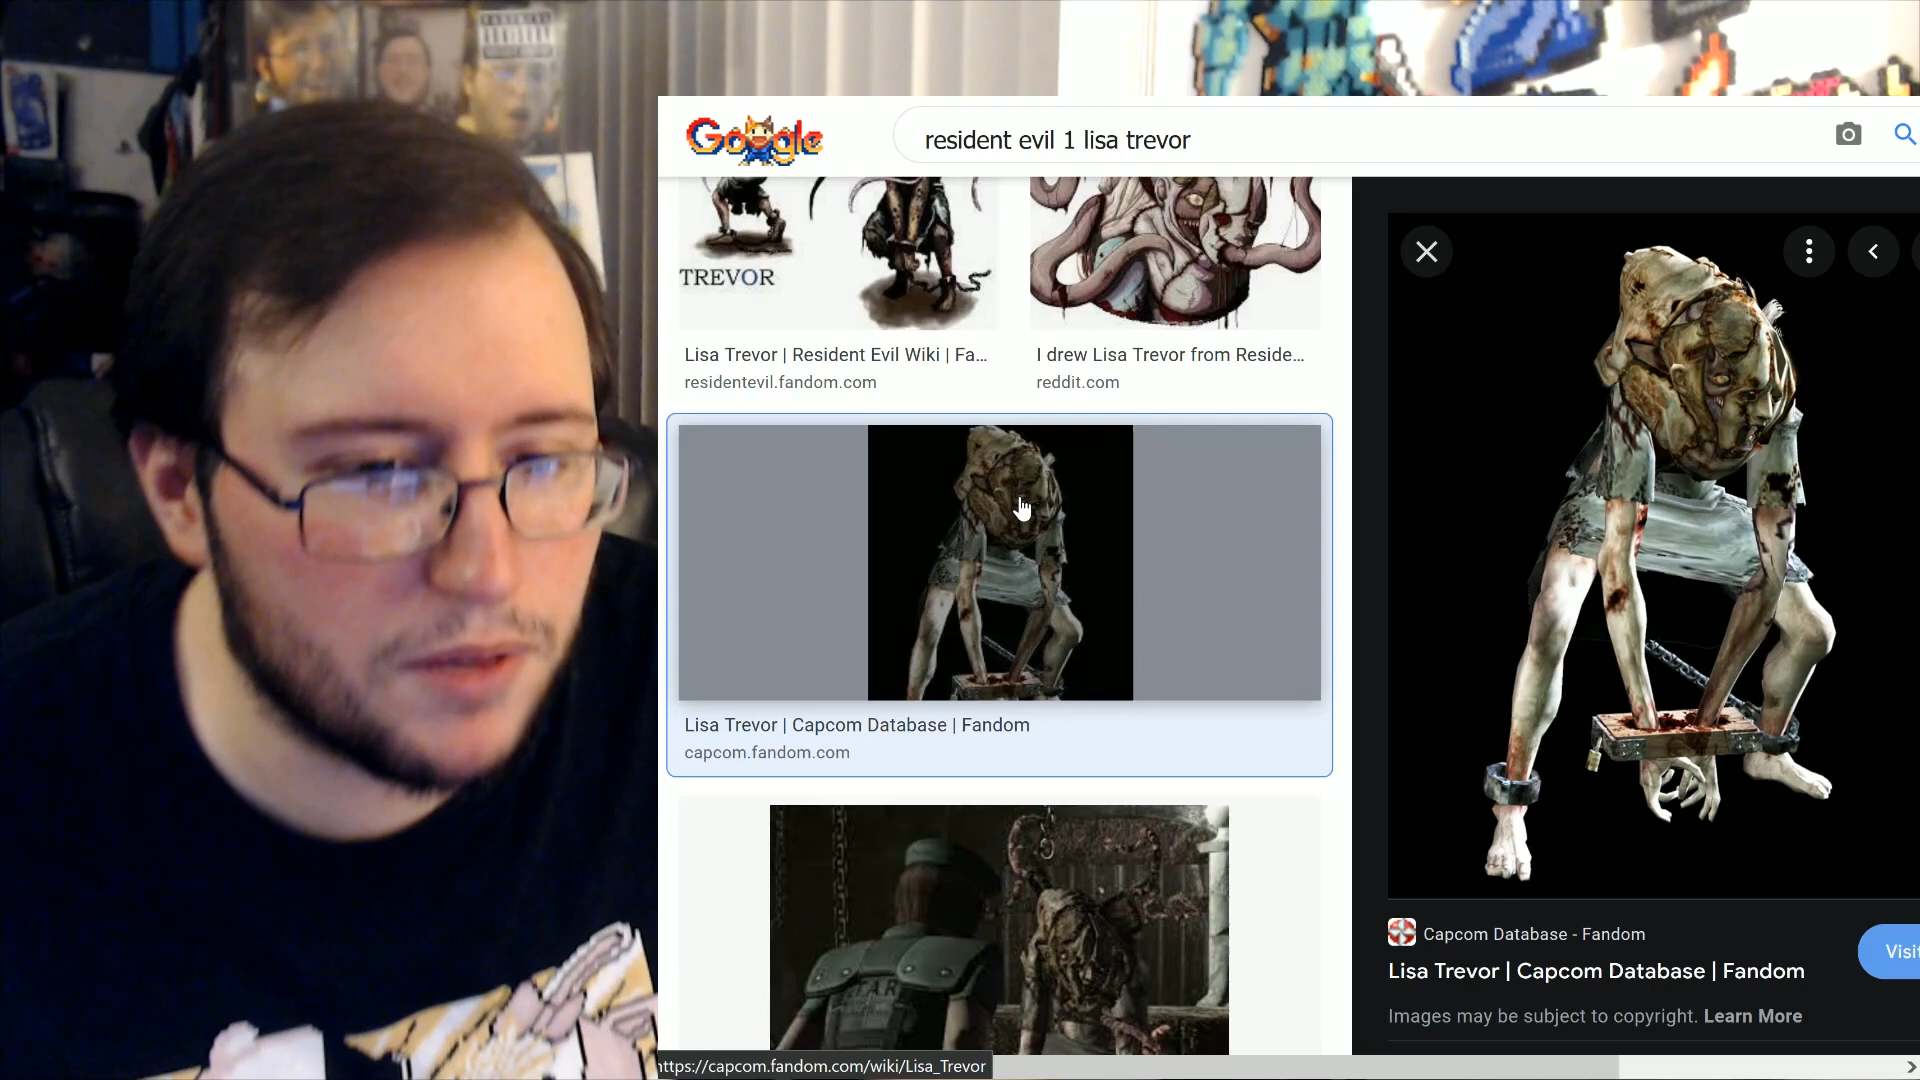 Google
resident evil 1 lisa trevor
TREVOR
Lisa Trevor | Resident Evil Wiki | Fa...
residentevil.fandom.com
I drew Lisa Trevor from Reside...
reddit.com
Lisa Trevor | Capcom Database | Fandom
capcom.fandom.com
STAR
Capcom Database - Fandom
Lisa Trevor | Capcom Database | Fandom
Visit
Images may be subject to copyright. Learn More
https://capcom.fandom.com/wiki/Lisa_Trevor